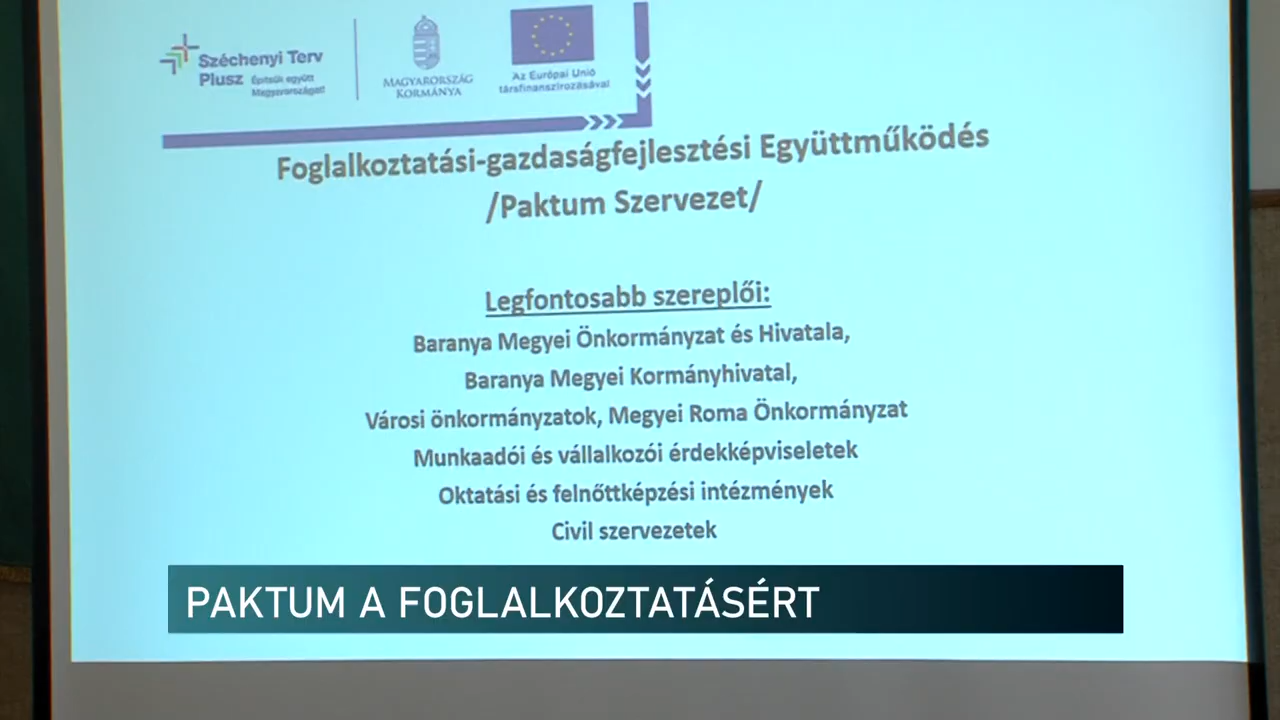 Széchenyi Terv
Plusz
Építsük együtt
Magyarországot!
MAGYARORSZÁG
KORMÁNYA
Az Európai Unió
társfinanszírozásával
Foglalkoztatási-gazdaságfejlesztési Együttműködés
/Paktum Szervezet/
Legfontosabb szereplői:
Baranya Megyei Önkormányzat és Hivatala,
Baranya Megyei Kormányhivatal,
Városi önkormányzatok, Megyei Roma Önkormányzat
Munkaadói és vállalkozói érdekképviseletek
Oktatási és felnőttképzési intézmények
Civil szervezetek
PAKTUM A FOGLALKOZTATÁSÉRT